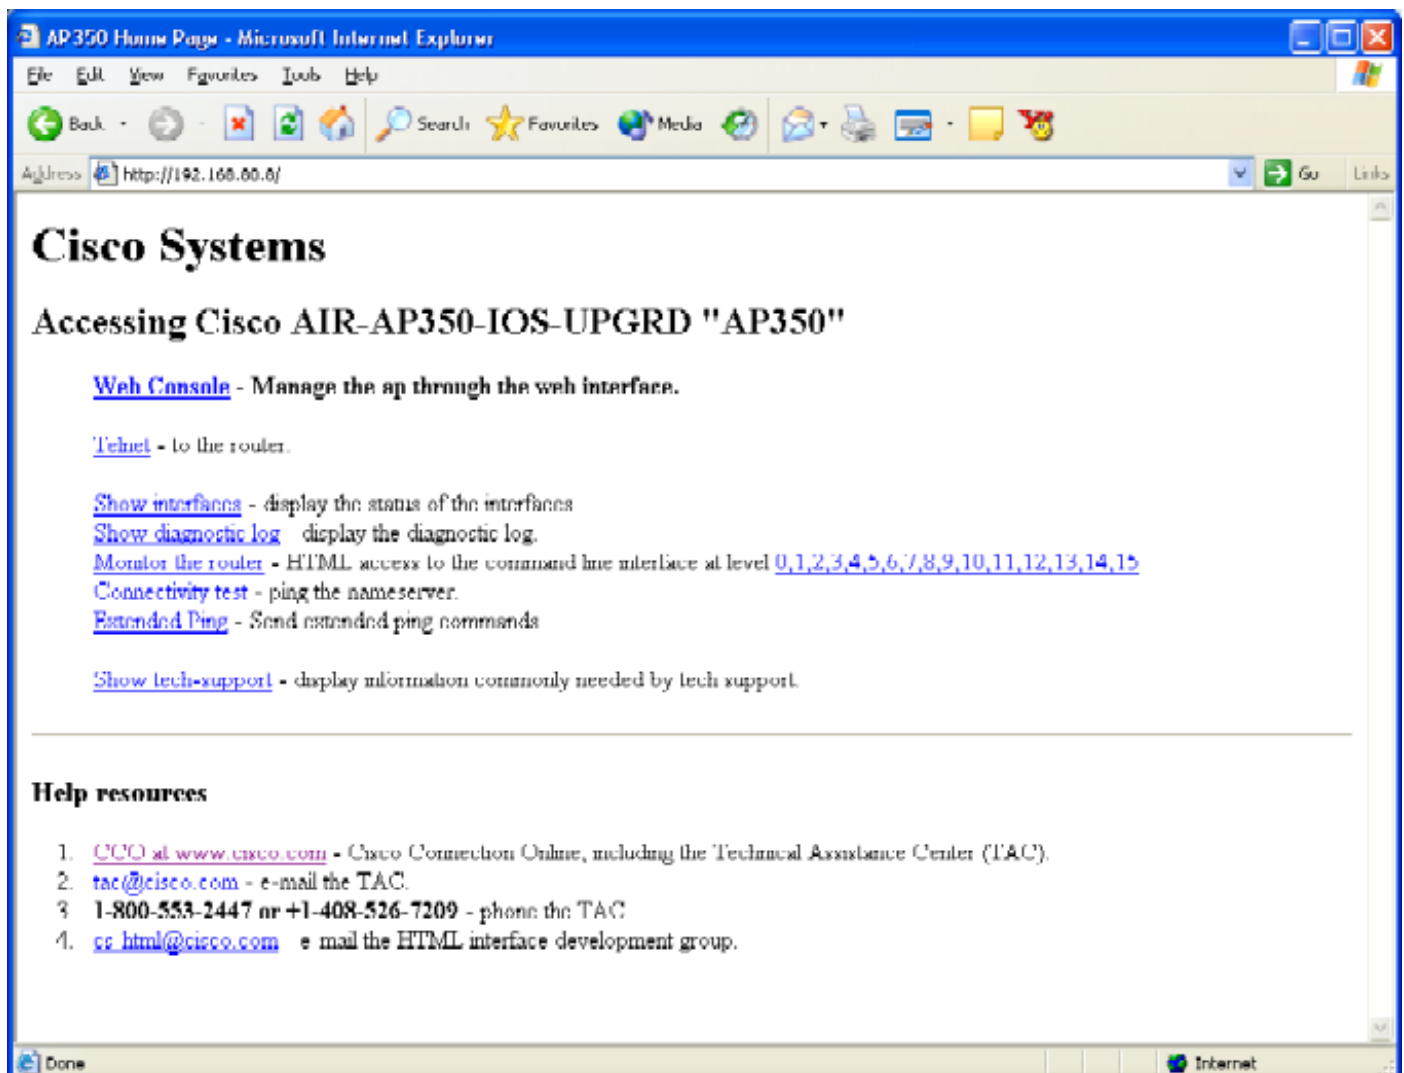 AP350 Home Page - Microsoft Internet Explorer
File Edit View Favorites Tools Help
Back Search Favorites Media
Address http://192.168.80.8/ Go Links
Cisco Systems
Accessing Cisco AIR-AP350-IOS-UPGRD "AP350"
Web Console - Manage the ap through the web interface.
Telnet - to the router.
Show interfaces - display the status of the interfaces
Show diagnostic log - display the diagnostic log.
Monitor the router - HTML access to the command line interface at level 0,1,2,3,4,5,6,7,8,9,10,11,12,13,14,15
Connectivity test - ping the nameserver.
Extended Ping - Send extended ping commands
Show tech-support - display information commonly needed by tech support.
Help resources
1. CCO at www.cisco.com - Cisco Connection Online, including the Technical Assistance Center (TAC).
2. tac@cisco.com - e-mail the TAC.
3. 1-800-553-2447 or +1-408-526-7209 - phone the TAC
4. cs-html@cisco.com - e-mail the HTML interface development group.
Done Internet